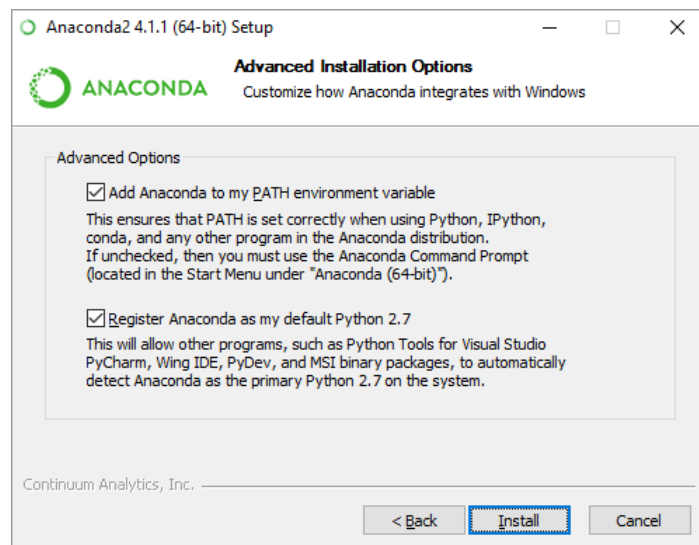 Anaconda2 4.1.1 (64-bit) Setup
ANACONDA
Advanced Installation Options
Customize how Anaconda integrates with Windows
Advanced Options
Add Anaconda to my PATH environment variable
This ensures that PATH is set correctly when using Python, IPython,
conda, and any other program in the Anaconda distribution.
If unchecked, then you must use the Anaconda Command Prompt
(located in the Start Menu under "Anaconda (64-bit)").
Register Anaconda as my default Python 2.7
This will allow other programs, such as Python Tools for Visual Studio
PyCharm, Wing IDE, PyDev, and MSI binary packages, to automatically
detect Anaconda as the primary Python 2.7 on the system.
Continuum Analytics, Inc.
< Back Install Cancel